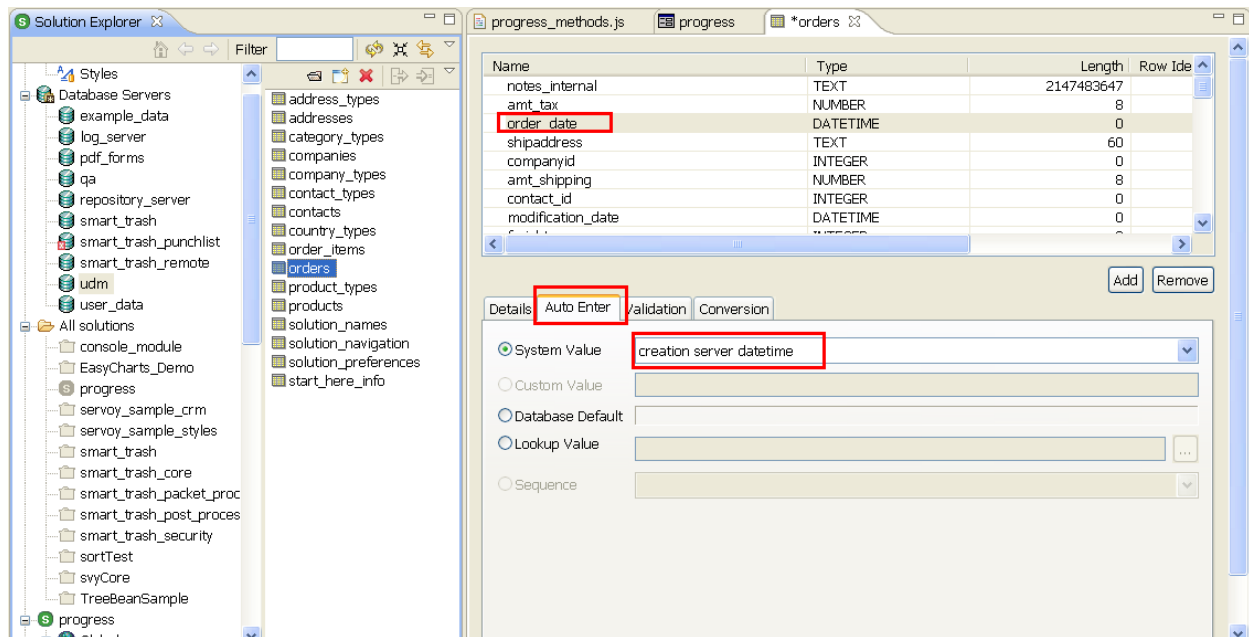 Solution Explorer
Filter
Styles
Database Servers
example_data
log_server
pdf_forms
qa
repository_server
smart_trash
smart_trash_punchlist
smart_trash_remote
udm
user_data
All solutions
console_module
EasyCharts_Demo
progress
servoy_sample_crm
servoy_sample_styles
smart_trash
smart_trash_core
smart_trash_packet_proc
smart_trash_post_proces
smart_trash_security
sortTest
svyCore
TreeBeanSample
progress
address_types
addresses
category_types
companies
company_types
contact_types
contacts
country_types
order_items
orders
product_types
products
solution_names
solution_navigation
solution_preferences
start_here_info
progress_methods.js progress *orders
Name Type Length Row Ide
notes_internal TEXT 2147483647
amt_tax NUMBER 8
order_date DATETIME 0
shipaddress TEXT 60
companyid INTEGER 0
amt_shipping NUMBER 8
contact_id INTEGER 0
modification_date DATETIME 0
Add Remove
Details Auto Enter Validation Conversion
System Value creation server datetime
Custom Value
Database Default
Lookup Value ...
Sequence